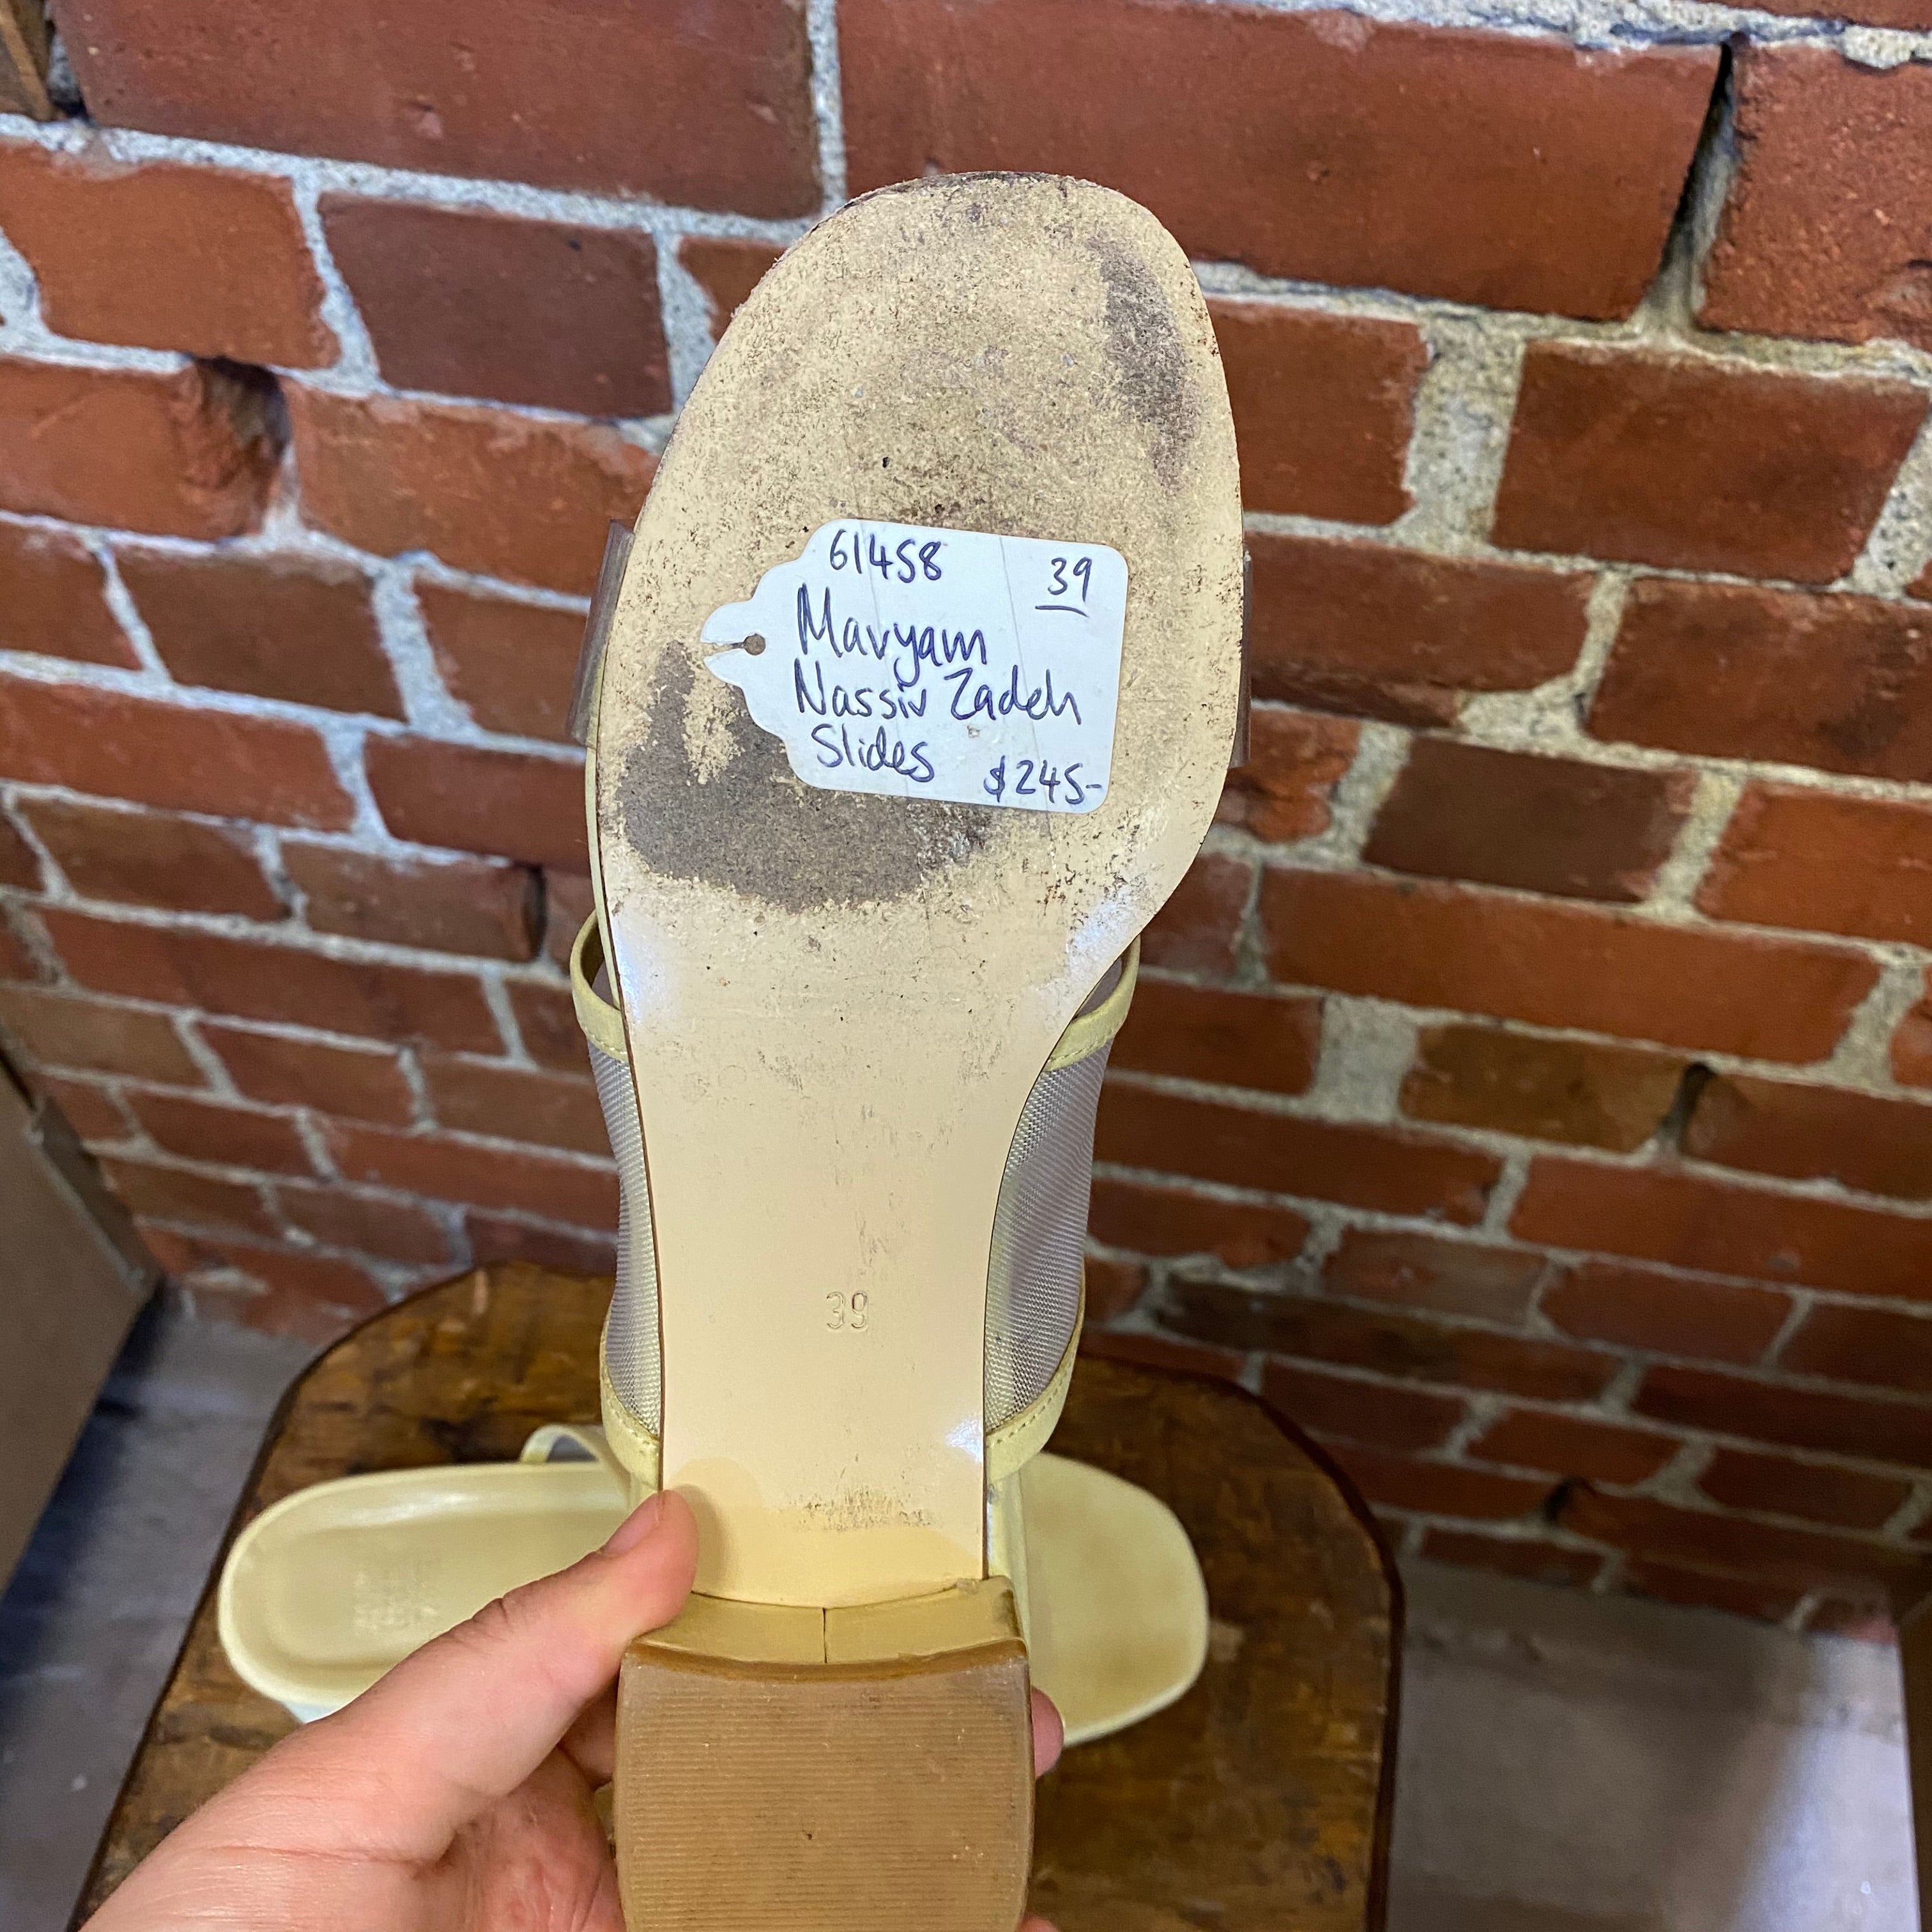 61458 39
Maryam
Nassir Zadeh
Slides $245-
39